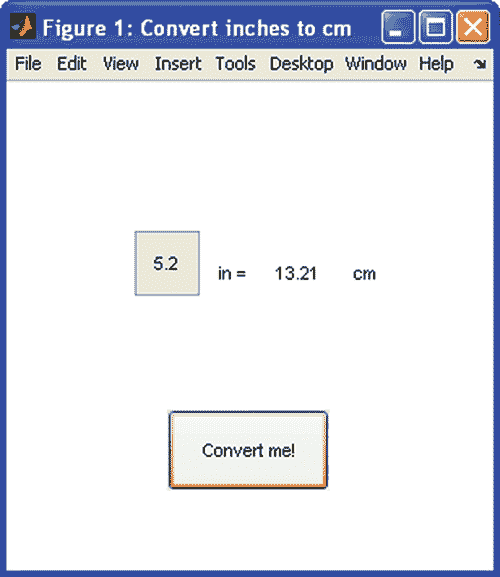 Figure 1: Convert inches to cm
File Edit View Insert Tools Desktop Window Help
5.2 in = 13.21 cm
Convert me!